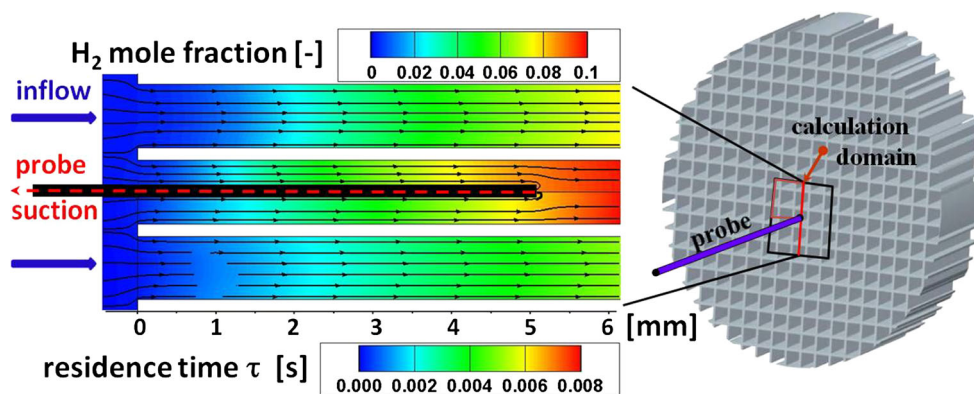 H2 mole fraction [-]
0 0.02 0.04 0.06 0.08 0.1
inflow
probe
suction
0 1 2 3 4 5 6 [mm]
residence time τ [s]
0.000 0.002 0.004 0.006 0.008
calculation
domain
probe